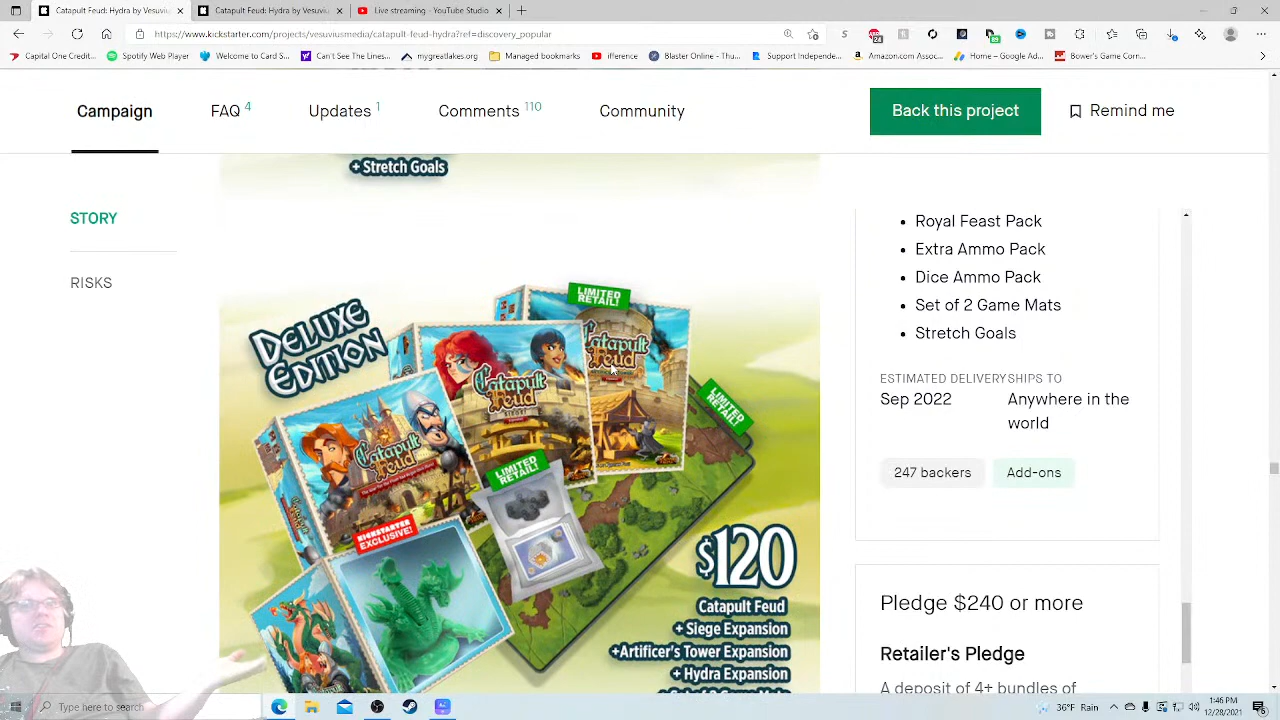 Catapult Feud: Hydra by Vesuviu
Catapult Feud: Hydra by Vesuviu
Live streaming - YouTube Studio
https://www.kickstarter.com/projects/vesuviusmedia/catapult-feud-hydra?ref=discovery_popular
Capital Credits...
Spotify Web Player
Welcome to Card S...
Can't See The Lines...
mygreatlakes.org
Managed bookmarks
ifference
Blister Online - Th...
Support Independe...
Amazon.com
Home – Google Ad...
Bower's Game Corn...
Campaign
FAQ 4
Updates 1
Comments 110
Community
Back this project
Remind me
+ Stretch Goals
STORY
RISKS
DELUXE
EDITION
LIMITED
RETAIL!
Catapult
Feud
Catapult
Feud
SIEGE
Catapult
Feud
LIMITED
RETAIL!
LIMITED
RETAIL!
KICKSTARTER
EXCLUSIVE!
$120
Catapult Feud
+ Siege Expansion
+Artificer's Tower Expansion
+ Hydra Expansion
Royal Feast Pack
Extra Ammo Pack
Dice Ammo Pack
Set of 2 Game Mats
Stretch Goals
ESTIMATED DELIVERY SHIPS TO
Sep 2022 Anywhere in the
world
247 backers
Add-ons
Pledge $240 or more
Retailer's Pledge
A deposit of 4+ bundles of
Type here to search
36°F Rain
1:46 PM
12/28/2021